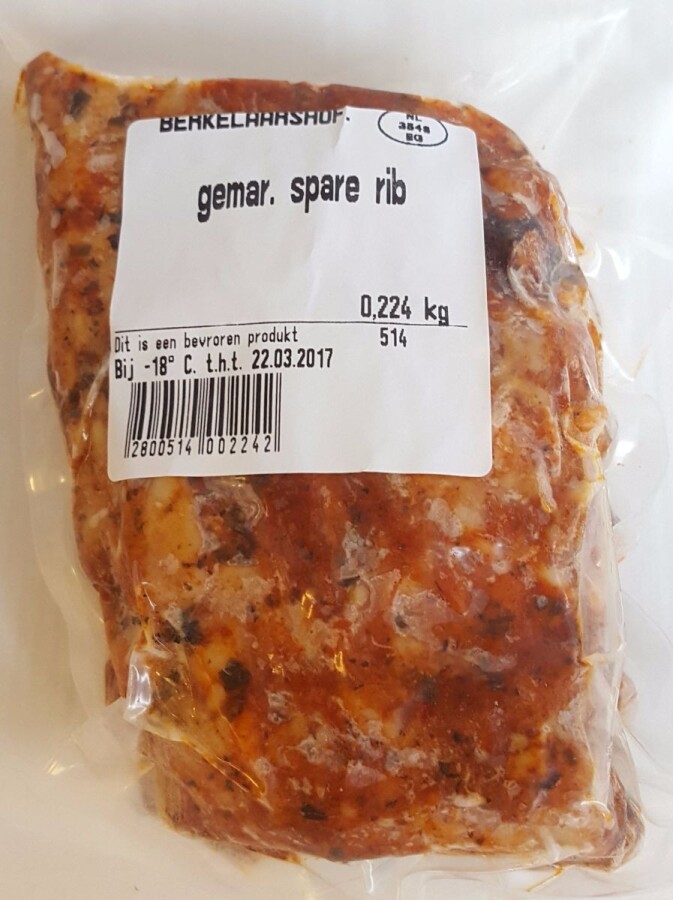 BERKELAARSHOF.
NL
3548
EG
gemar. spare rib
0,224 kg
Dit is een bevroren produkt
514
Bij -18° C. t.h.t. 22.03.2017
2800514 002242